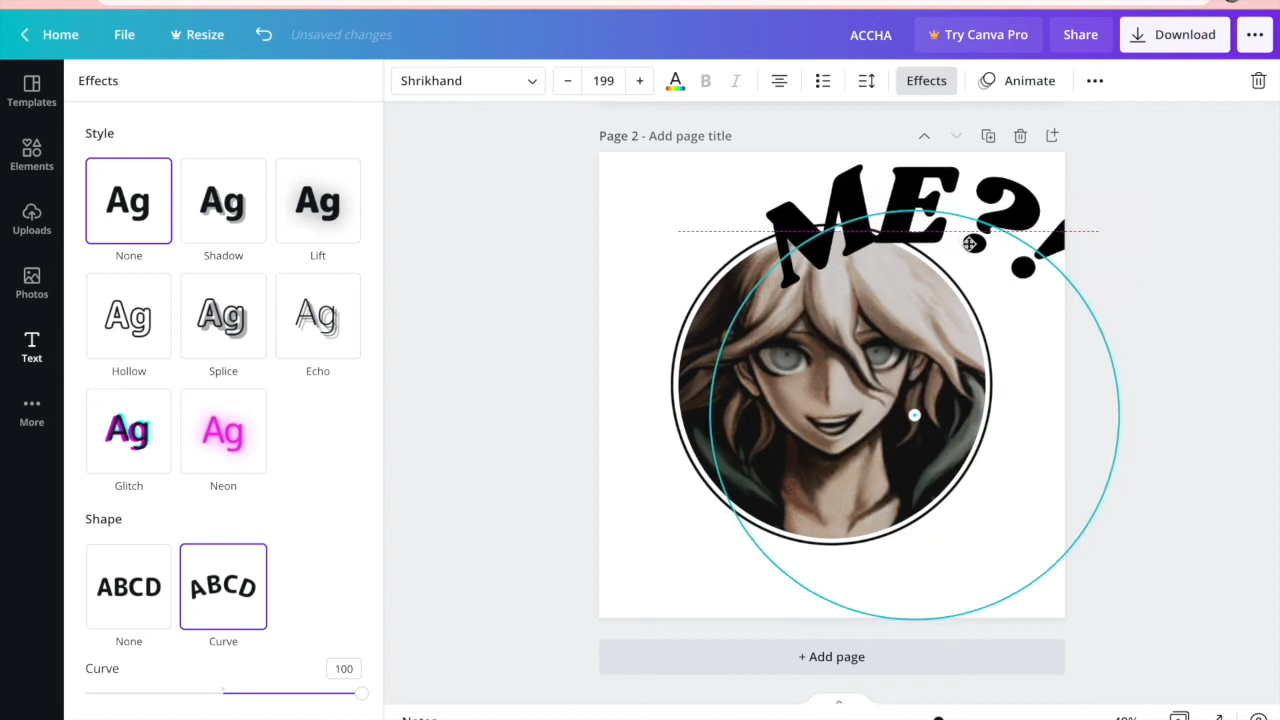 Home File Resize Unsaved changes ACCHA Try Canva Pro Share Download
Effects Shrikhand 199 A B I Effects Animate
Templates
Elements
Uploads
Photos
Text
More
Style
Ag Ag Ag
None Shadow Lift
Ag Ag Ag
Hollow Splice Echo
Ag Ag
Glitch Neon
Shape
ABCD ABCD
None Curve
Curve 100
Page 2 - Add page title
ME?
+ Add page